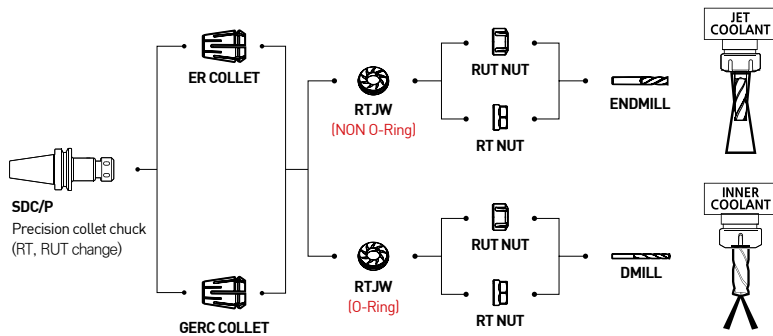 JET
COOLANT
ER COLLET
RUT NUT
RTJW
(NON O-Ring)
ENDMILL
RT NUT
SDC/P
Precision collet chuck
(RT, RUT change)
INNER
COOLANT
RUT NUT
RTJW
(O-Ring)
DMILL
GERC COLLET
RT NUT